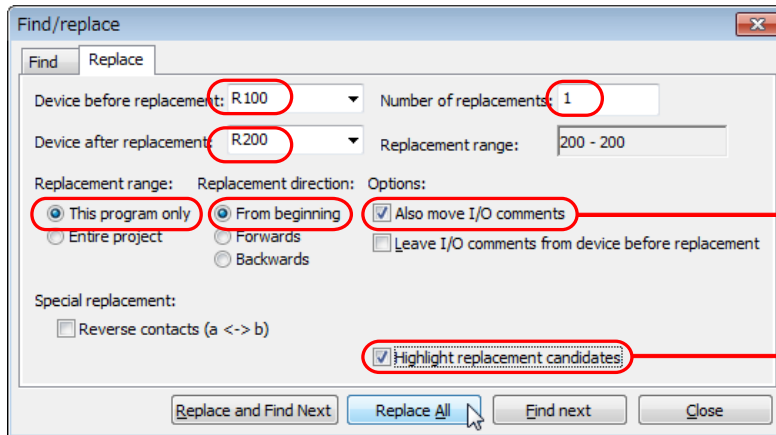 Find/replace
Find Replace
Device before replacement: R100 Number of replacements: 1
Device after replacement: R200 Replacement range: 200 - 200
Replacement range: Replacement direction: Options:
This program only From beginning Also move I/O comments
Entire project Forwards Leave I/O comments from device before replacement
Backwards
Special replacement:
Reverse contacts (a <-> b)
Highlight replacement candidates
Replace and Find Next Replace All Find next Close